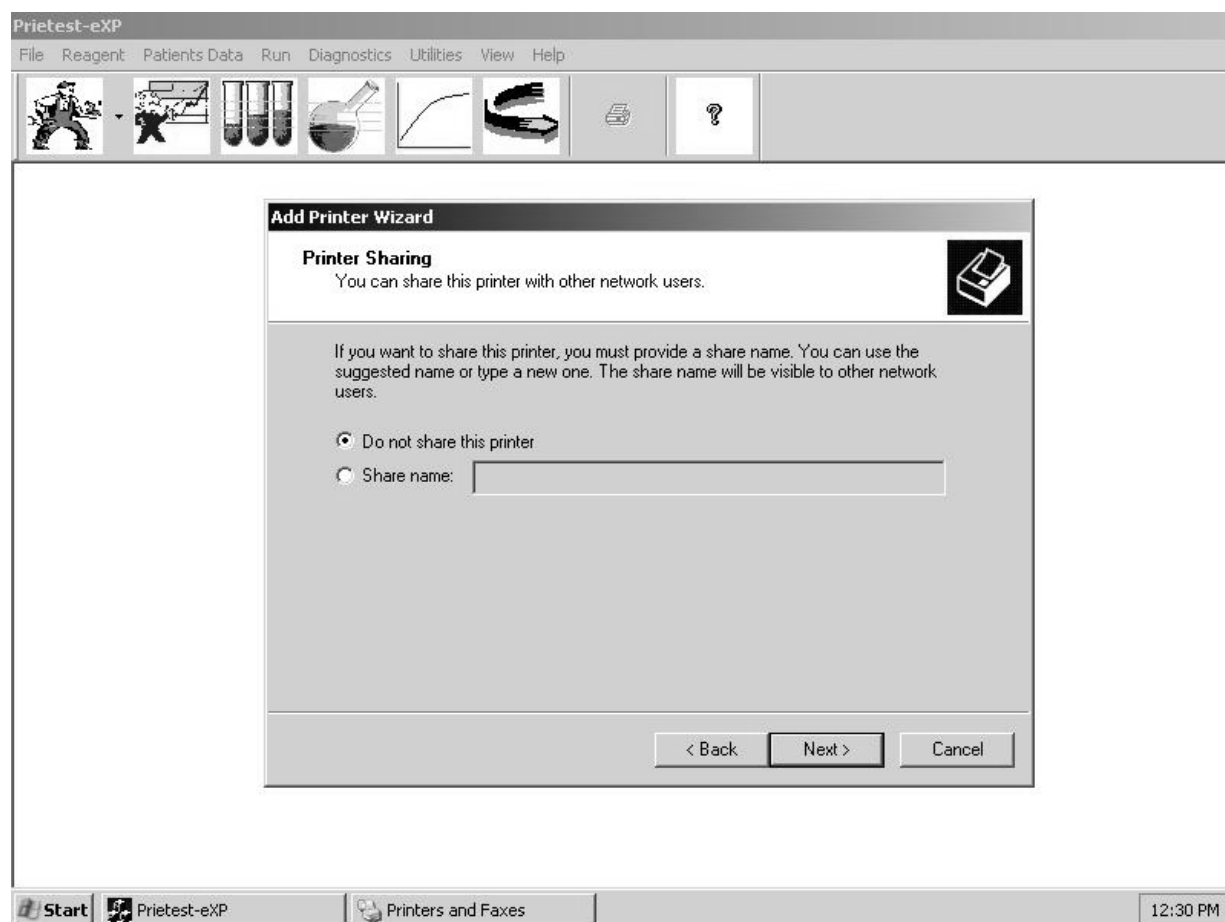 Prietest-eXP
File Reagent Patients Data Run Diagnostics Utilities View Help
?
Add Printer Wizard
Printer Sharing
You can share this printer with other network users.
If you want to share this printer, you must provide a share name. You can use the
suggested name or type a new one. The share name will be visible to other network
users.
Do not share this printer
Share name:
< Back Next > Cancel
Start Prietest-eXP Printers and Faxes 12:30 PM